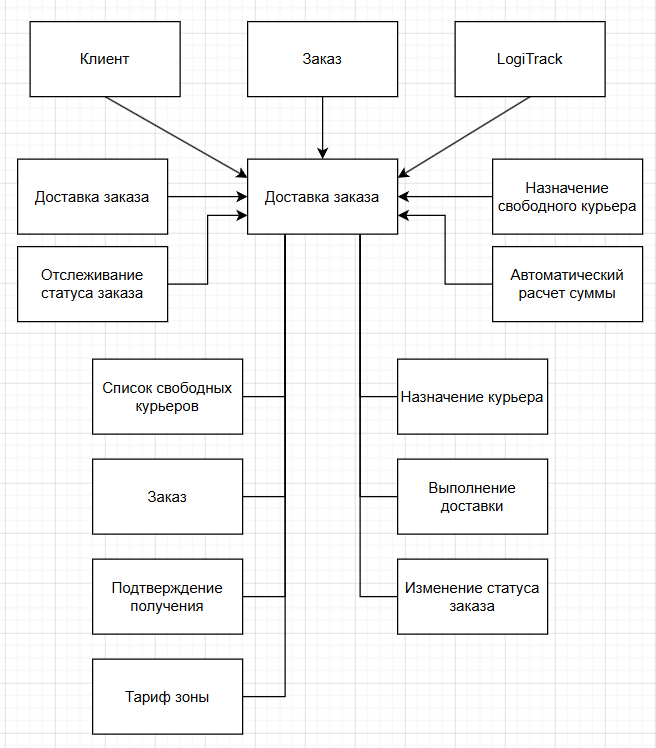 Клиент
Заказ
LogiTrack
Доставка заказа
Доставка заказа
Назначение
свободного курьера
Отслеживание
статуса заказа
Автоматический
расчет суммы
Список свободных
курьеров
Назначение курьера
Заказ
Выполнение
доставки
Подтверждение
получения
Изменение статуса
заказа
Тариф зоны